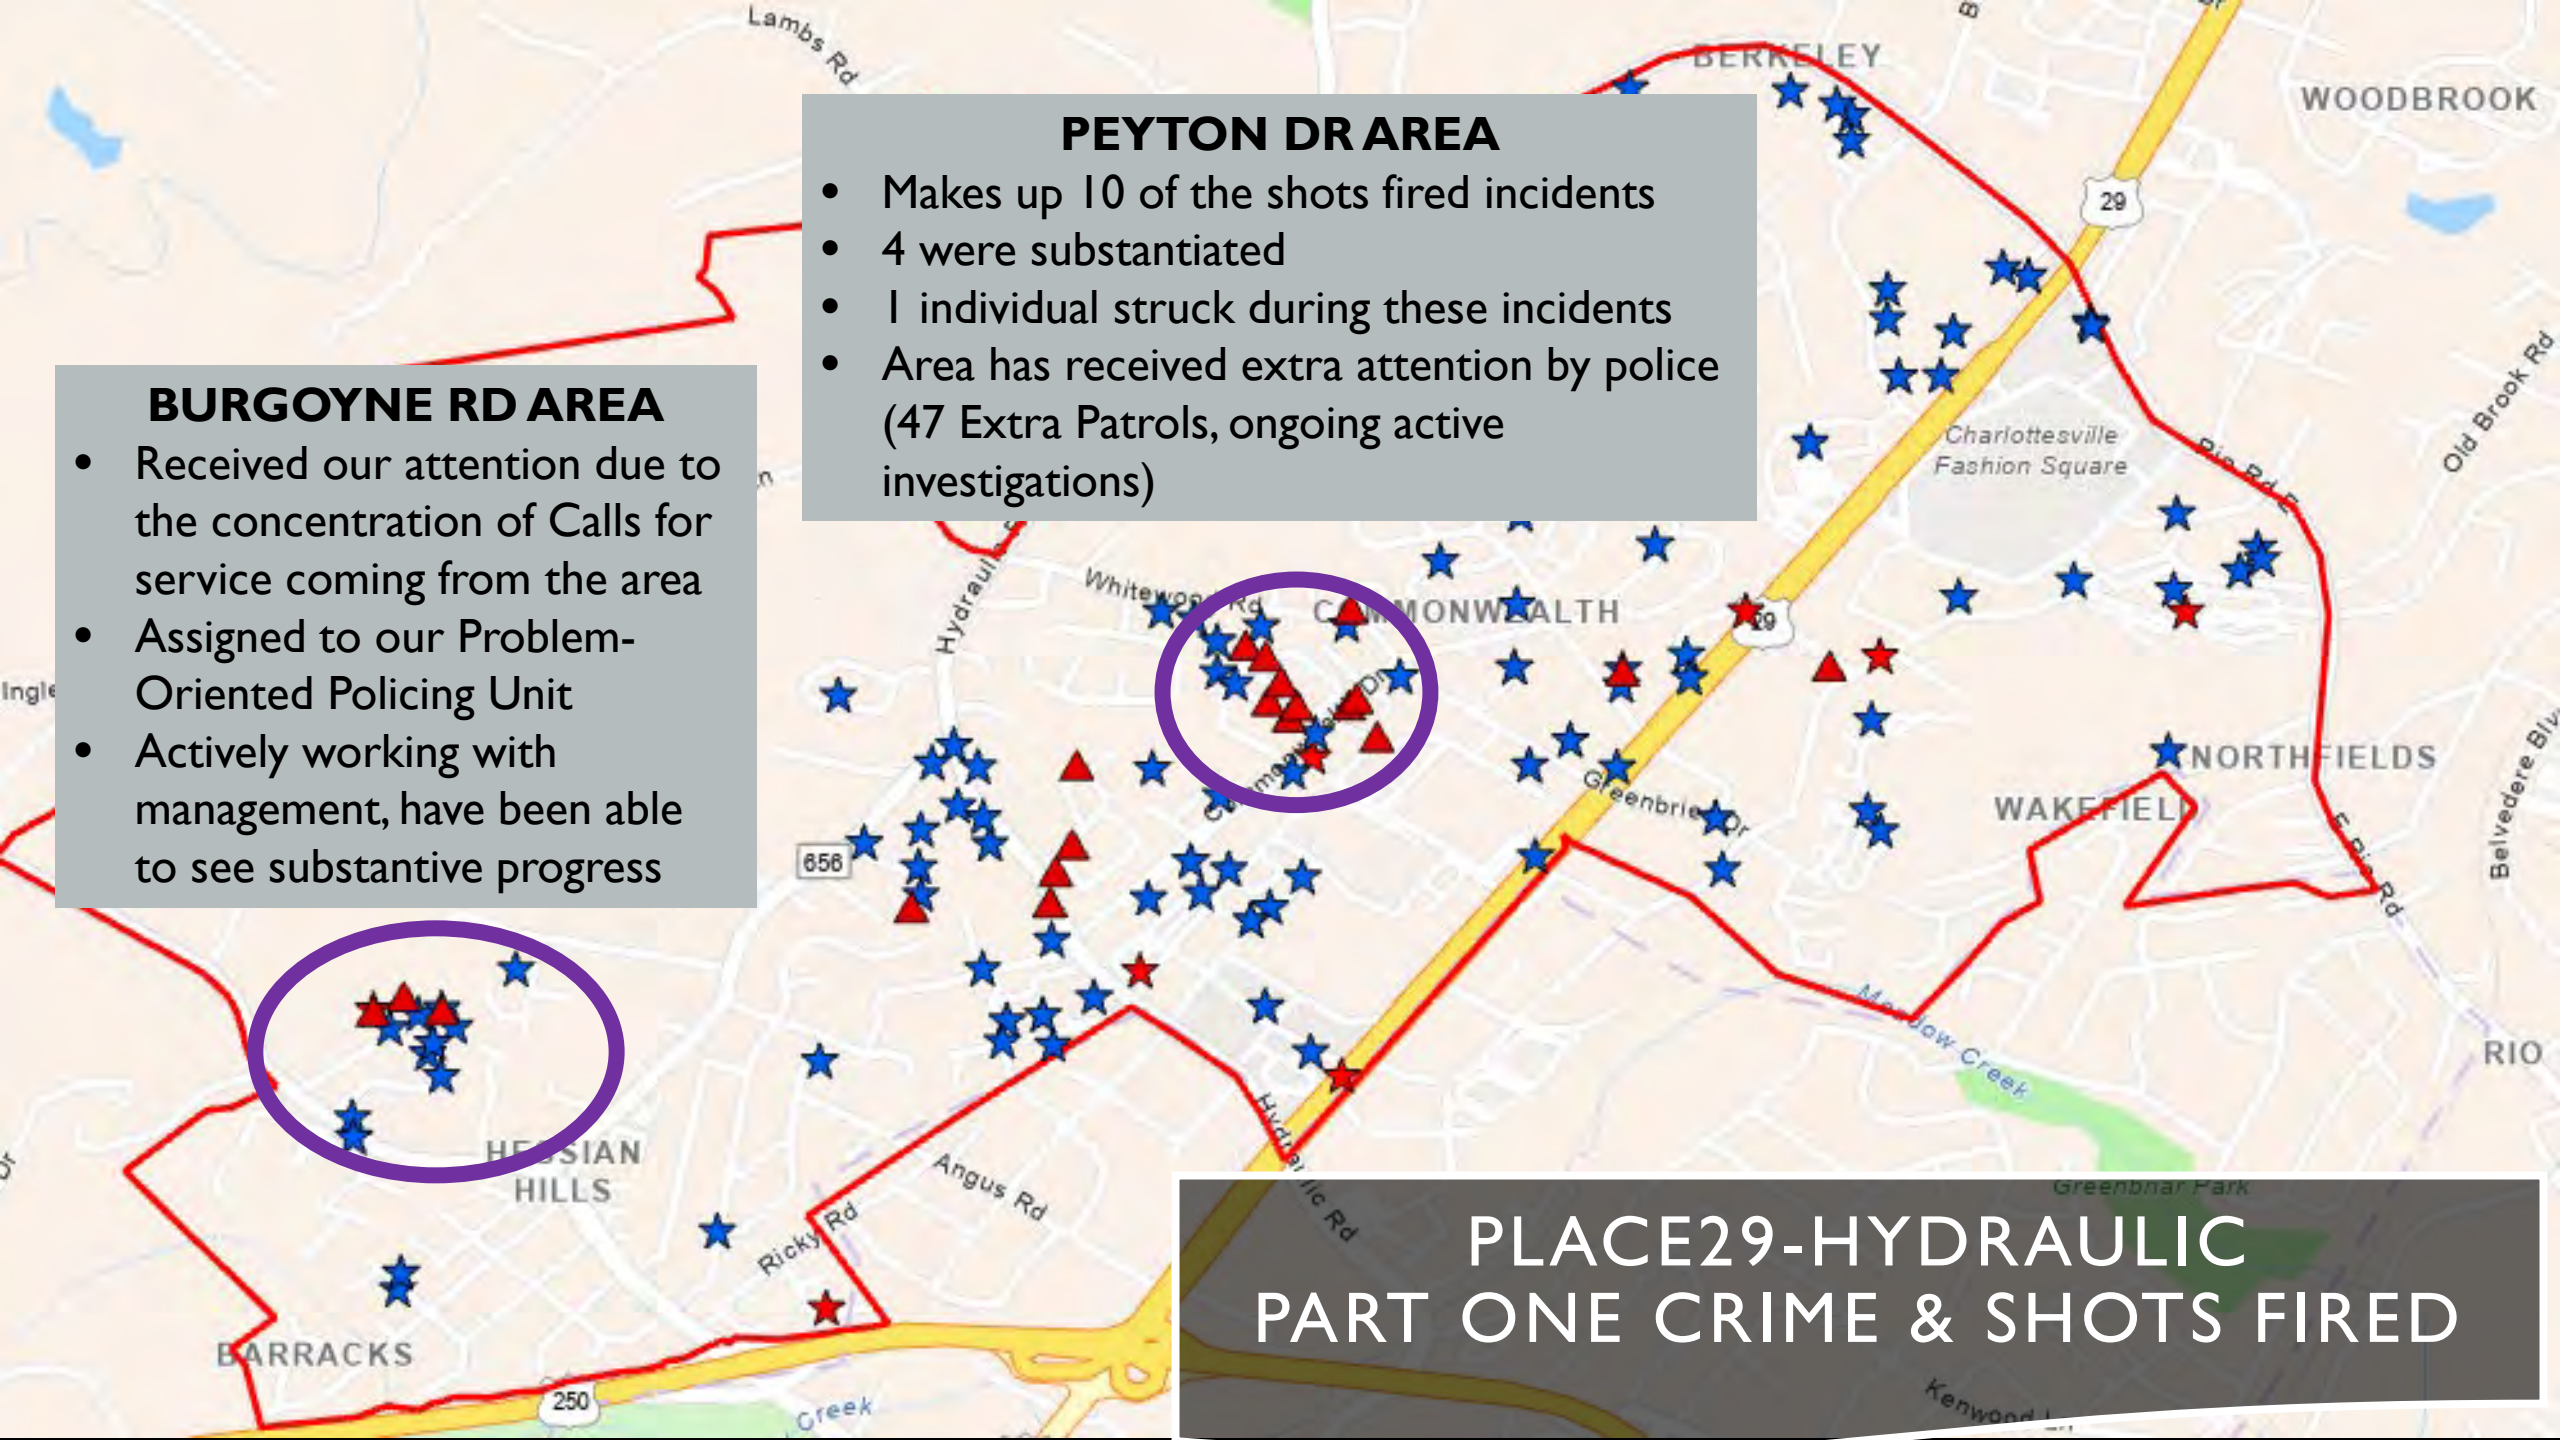 Lambs Rd
BERKELEY
WOODBROOK
PEYTON DR AREA
• Makes up 10 of the shots fired incidents
• 4 were substantiated
• 1 individual struck during these incidents
• Area has received extra attention by police
(47 Extra Patrols, ongoing active
investigations)
29
BURGOYNE RD AREA
• Received our attention due to
the concentration of Calls for
service coming from the area
• Assigned to our Problem-
Oriented Policing Unit
• Actively working with
management, have been able
to see substantive progress
Charlottesville
Fashion Square
Rio Rd E
Old Brook Rd
Whitewood Rd
COMMONWEALTH
29
Greenbrier Dr
NORTHFIELDS
WAKEFIELD
E Rio Rd
656
Meadow Creek
RIO
HESSIAN
HILLS
Angus Rd
Hydraulic Rd
Greenbriar Park
Ricky Rd
PLACE29-HYDRAULIC
PART ONE CRIME & SHOTS FIRED
BARRACKS
250
Creek
Kenwood Ln